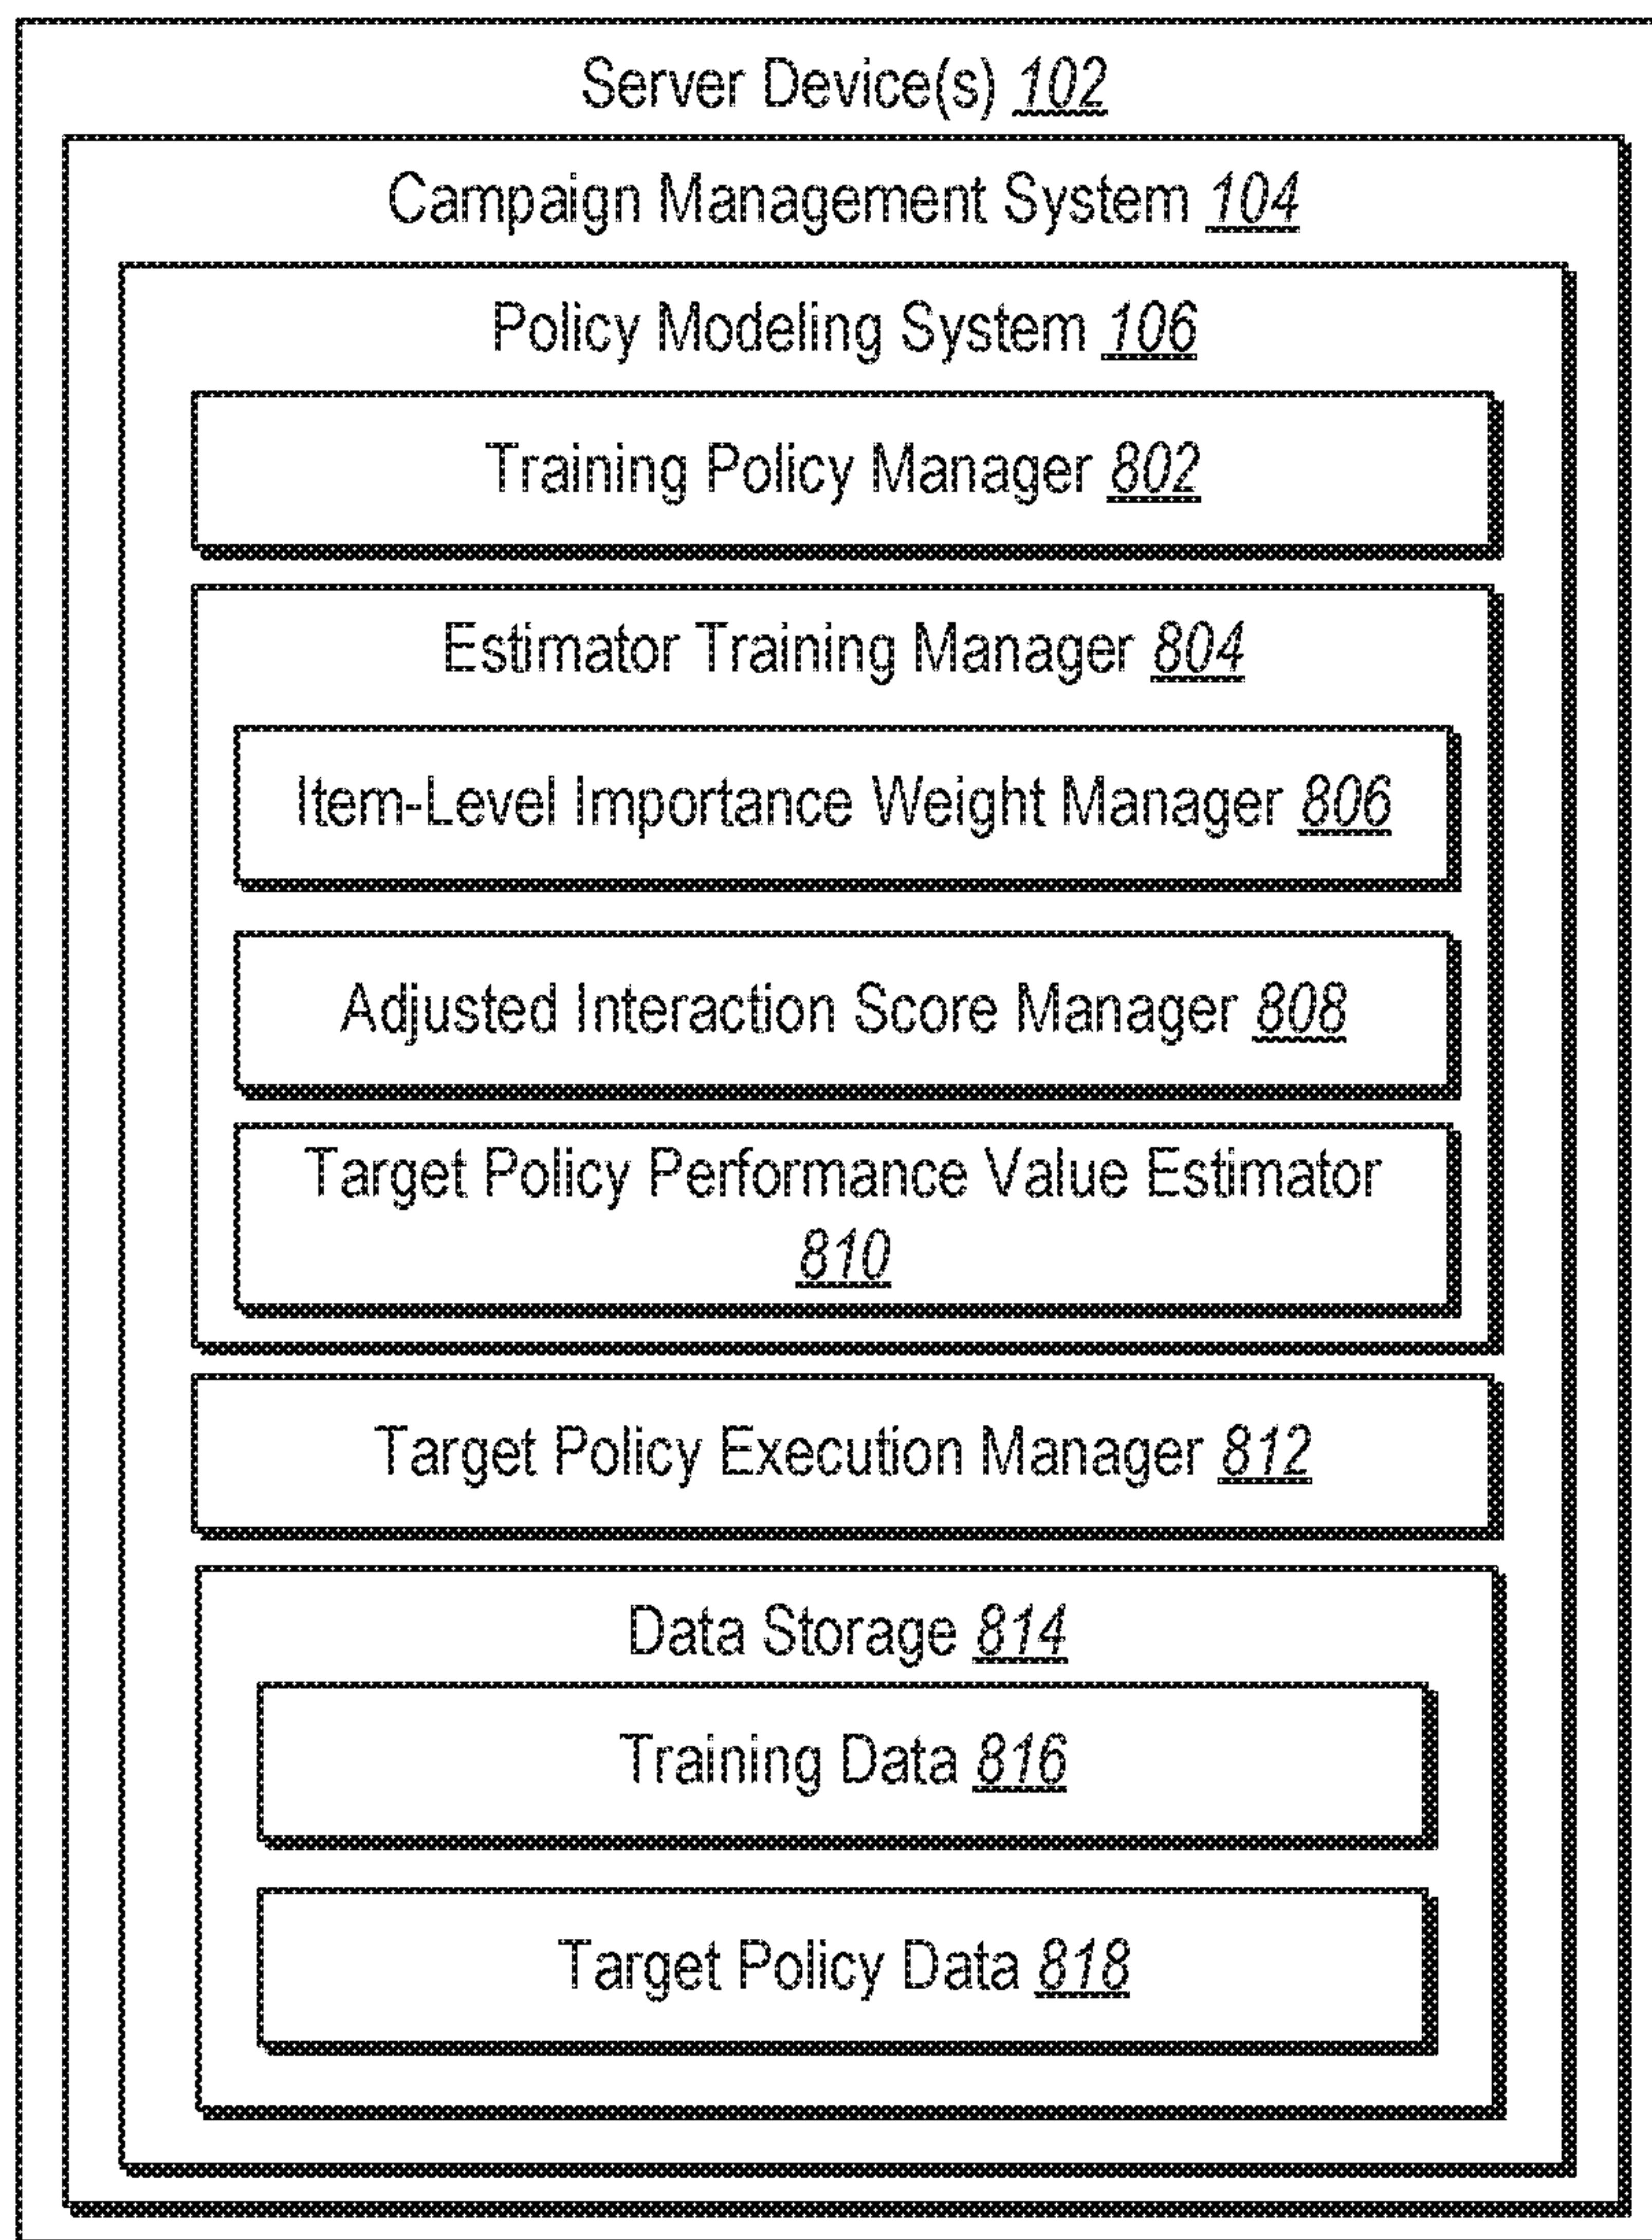 Server Device(s) 102
Campaign Management System 104
Policy Modeling System 106
Training Policy Manager 802
Estimator Training Manager 804
Item-Level Importance Weight Manager 806
Adjusted Interaction Score Manager 808
Target Policy Performance Value Estimator
810
Target Policy Execution Manager 812
Data Storage 814
Training Data 816
Target Policy Data 818